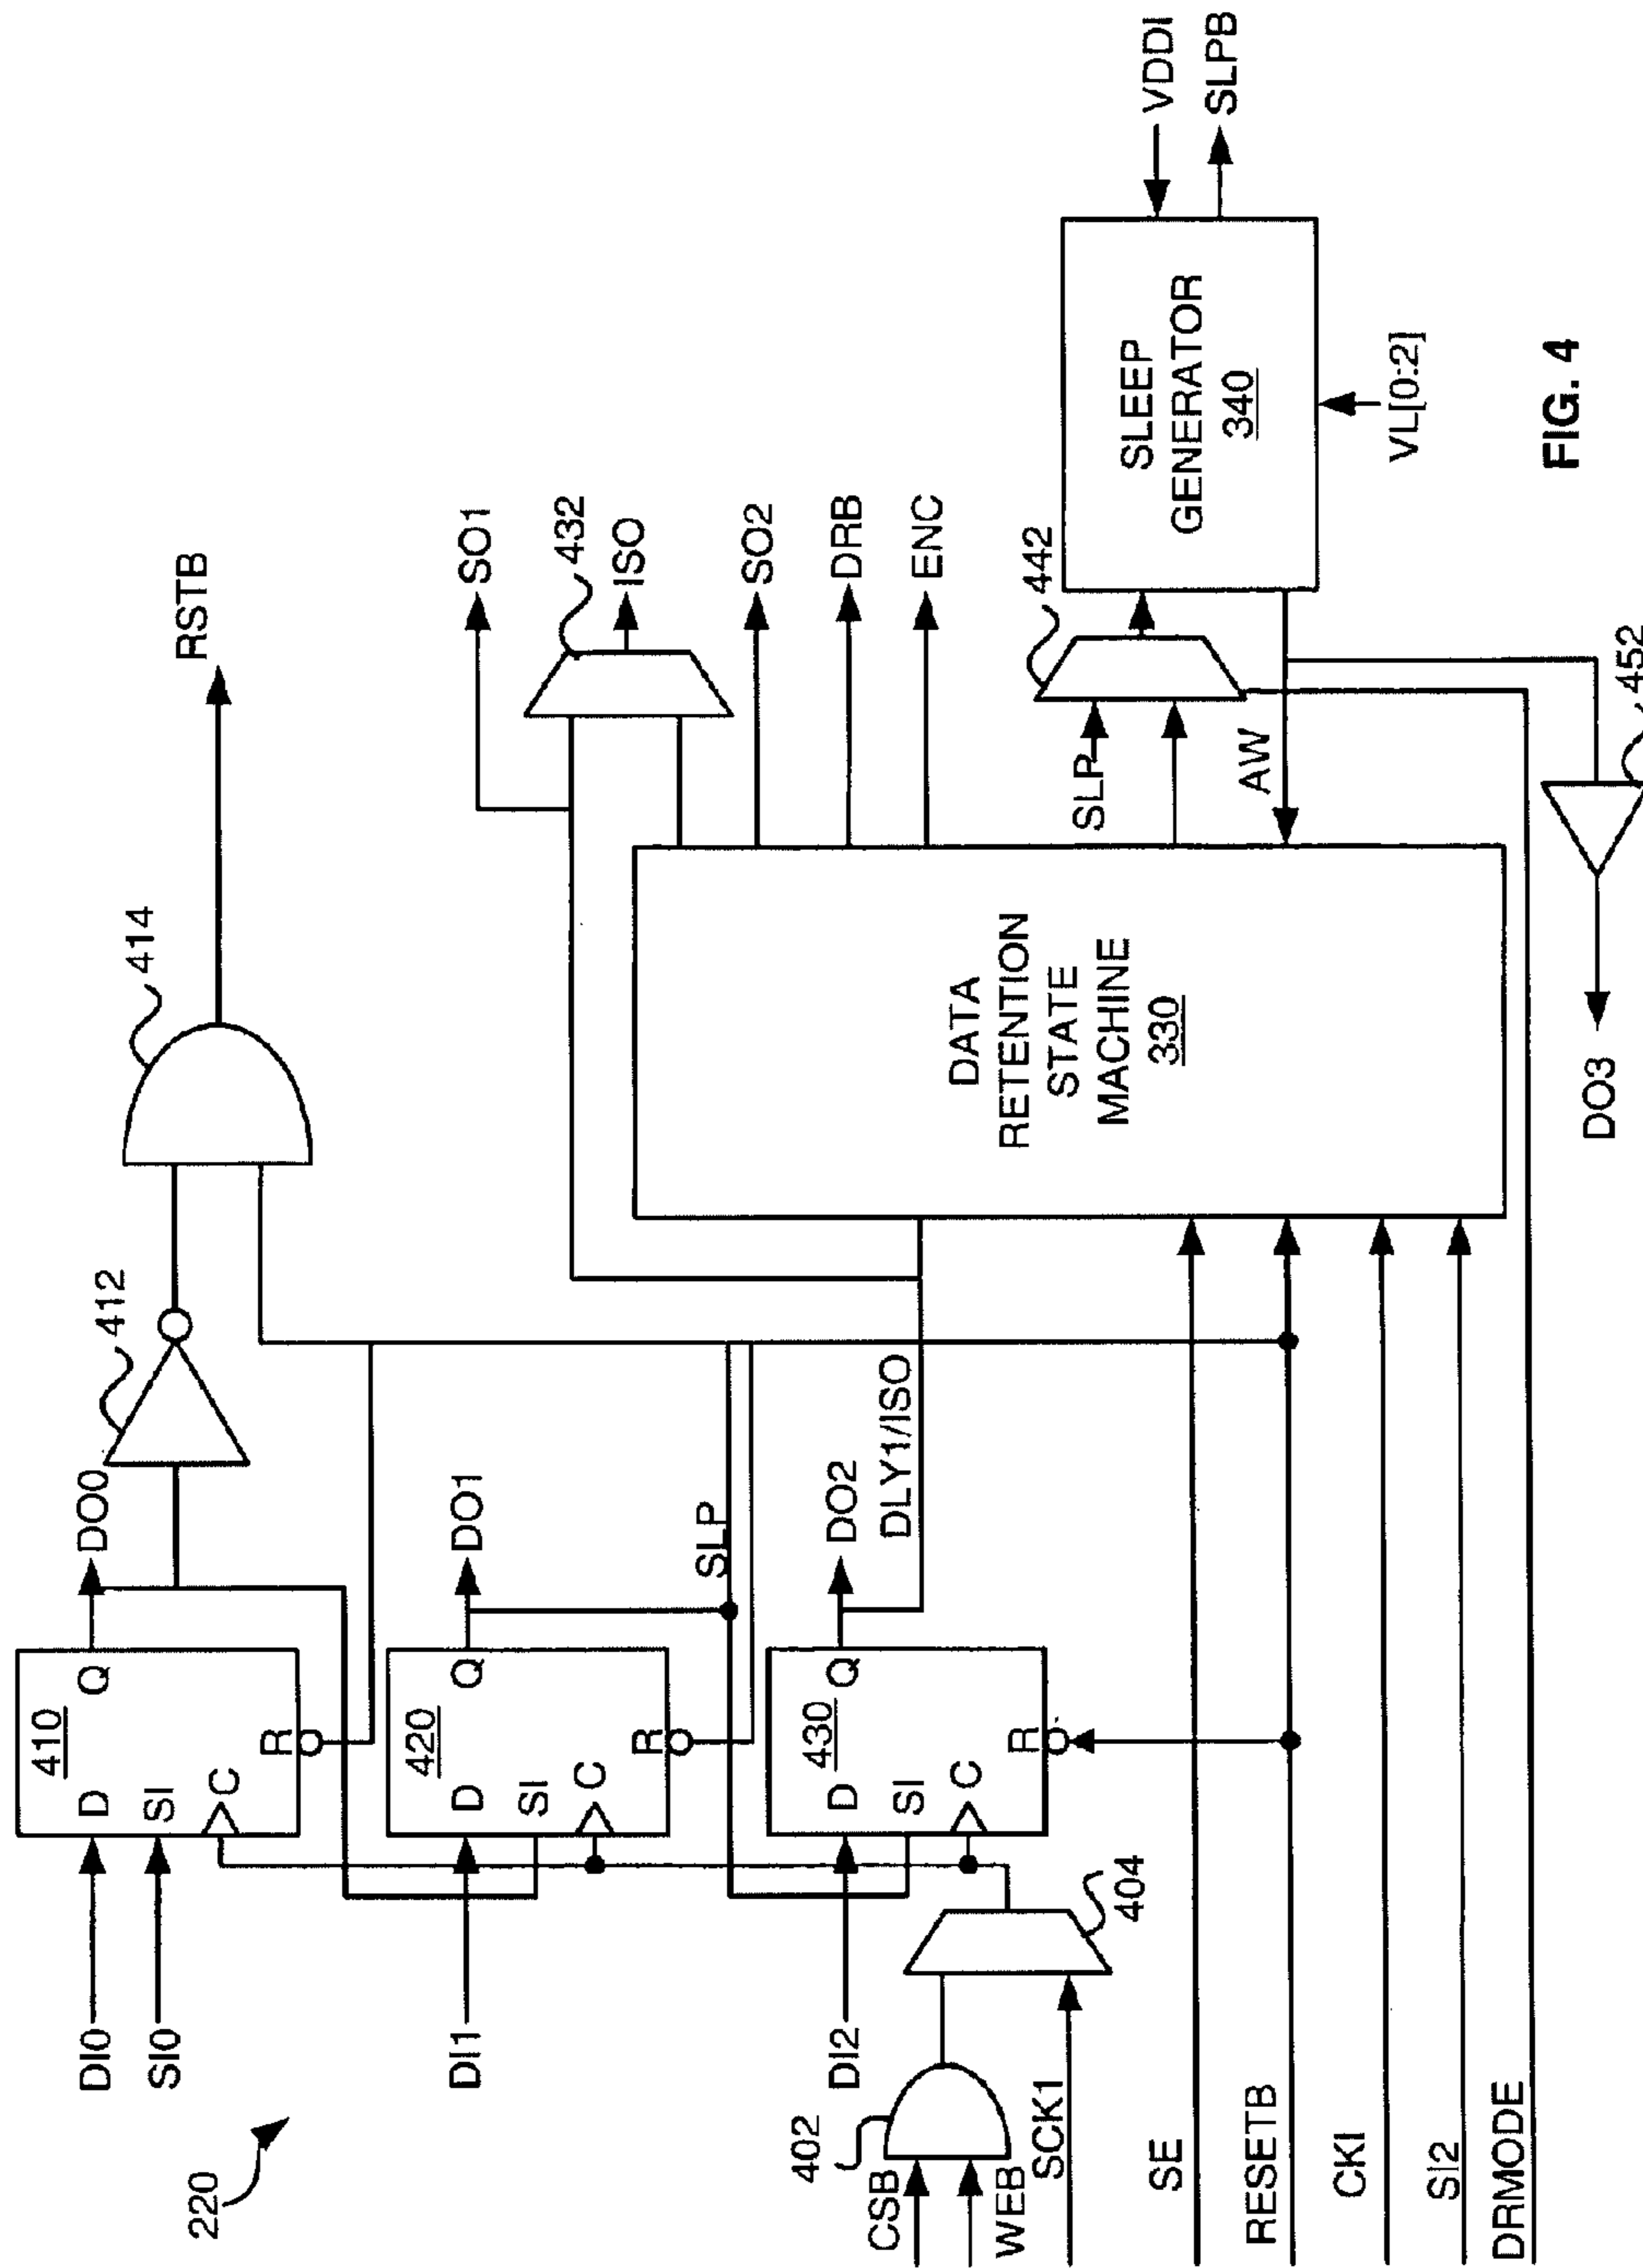 220
DI0
SI0
D
410
Q
SI
C
R
DO0
412
414
RSTB
DI1
D
420
Q
SI
C
R
DO1
SLP
DI2
D
430
Q
SI
C
R
DO2
DLY1/ISO
402
CSB
WEB
SCK1
404
SE
RESETB
CKI
SI2
DRMODE
DATA
RETENTION
STATE
MACHINE
330
SO1
432
ISO
SO2
DRB
ENC
442
SLP
AW
SLEEP
GENERATOR
340
VDDI
SLPB
VL[0:2]
452
DO3
FIG. 4